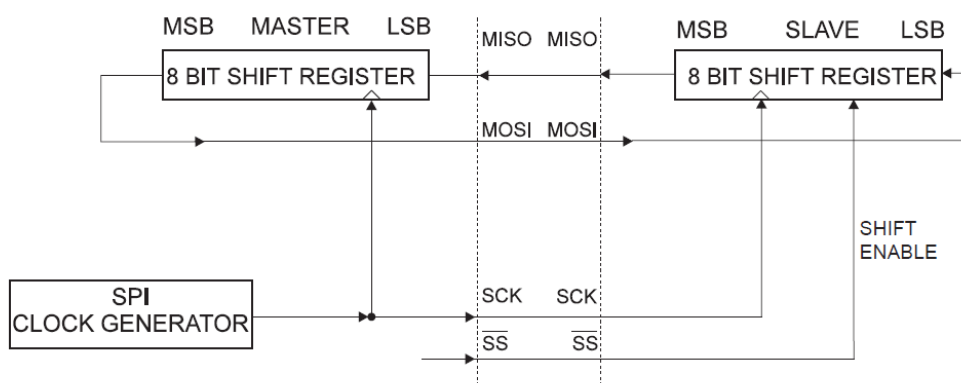 MSB MASTER LSB
MISO MISO
MSB SLAVE LSB
8 BIT SHIFT REGISTER
8 BIT SHIFT REGISTER
MOSI MOSI
SHIFT
ENABLE
SPI
CLOCK GENERATOR
SCK SCK
SS SS